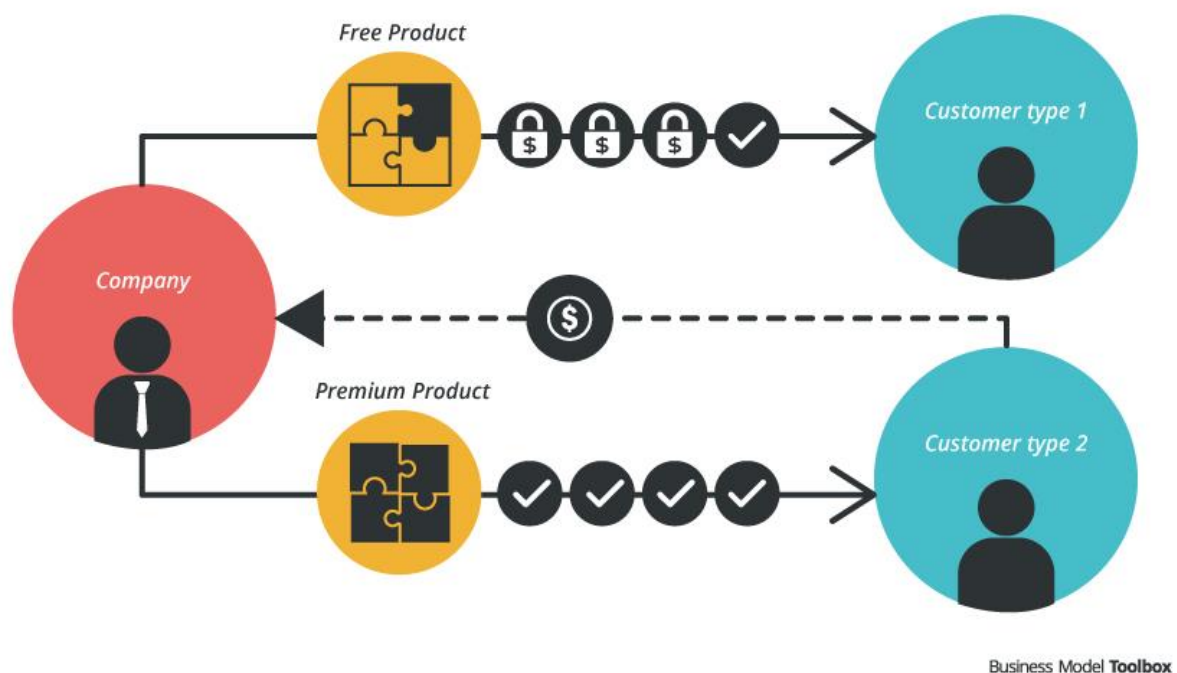 Free Product
Customer type 1
$ $ $
Company
$
Premium Product
Customer type 2
Business Model Toolbox